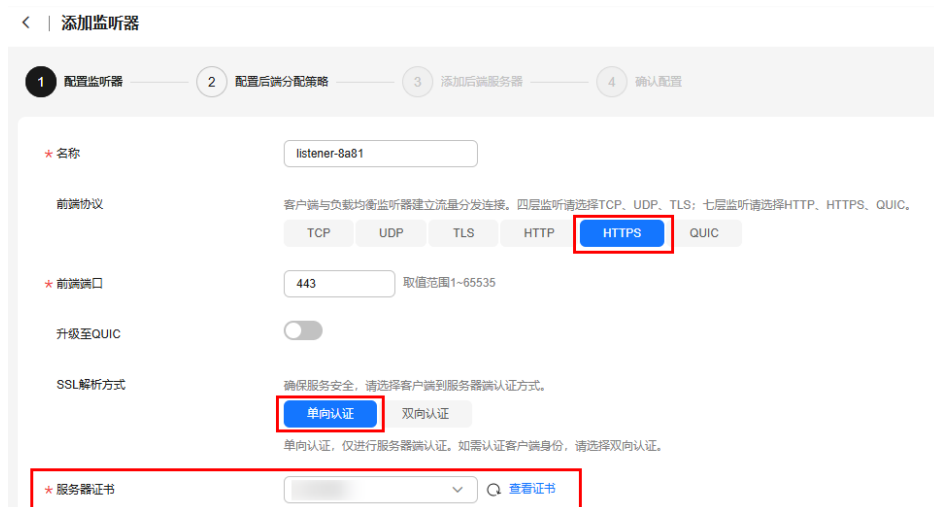 添加监听器
1 配置监听器 2 配置后端分配策略 3 添加后端服务器 4 确认配置
* 名称 listener-8a81
前端协议 客户端与负载均衡监听器建立流量分发连接。四层监听请选择TCP、UDP、TLS；七层监听请选择HTTP、HTTPS、QUIC。
TCP UDP TLS HTTP HTTPS QUIC
* 前端端口 443 取值范围1~65535
升级至QUIC
SSL解析方式 确保服务安全，请选择客户端到服务器端认证方式。
单向认证 双向认证
单向认证，仅进行服务器端认证。如需认证客户端身份，请选择双向认证。
* 服务器证书 查看证书